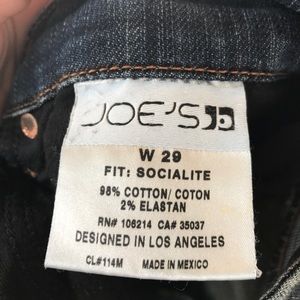 JOE'S
W 29
FIT: SOCIALITE
98% COTTON/ COTON
2% ELASTAN
RN# 106214 CA# 35037
DESIGNED IN LOS ANGELES
CL#114M MADE IN MEXICO